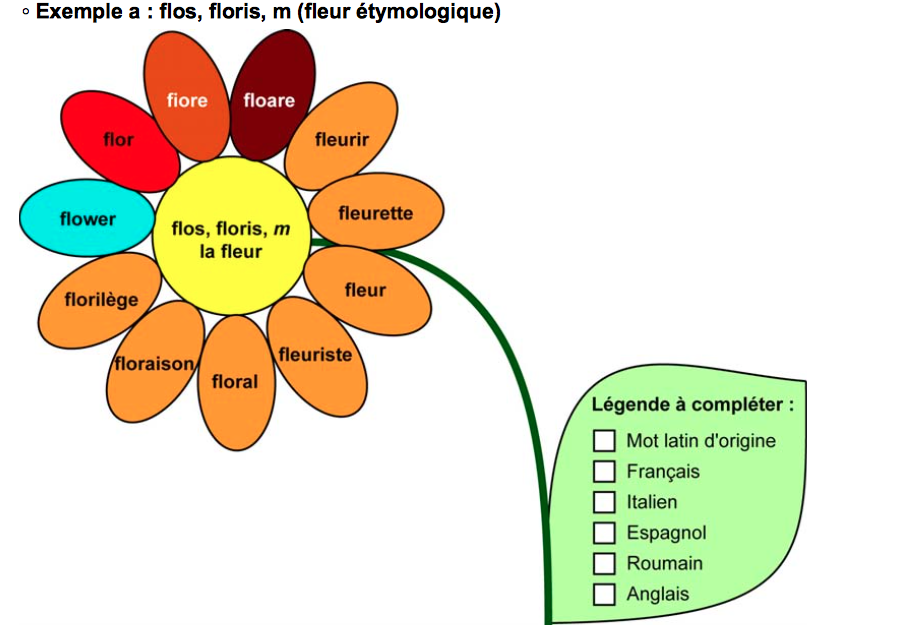 ◦ Exemple a : flos, floris, m (fleur étymologique)
fiore
floare
flor
fleurir
flower
fleurette
flos, floris, m
la fleur
florilège
fleur
floraison
floral
fleuriste
Légende à compléter :
Mot latin d'origine
Français
Italien
Espagnol
Roumain
Anglais